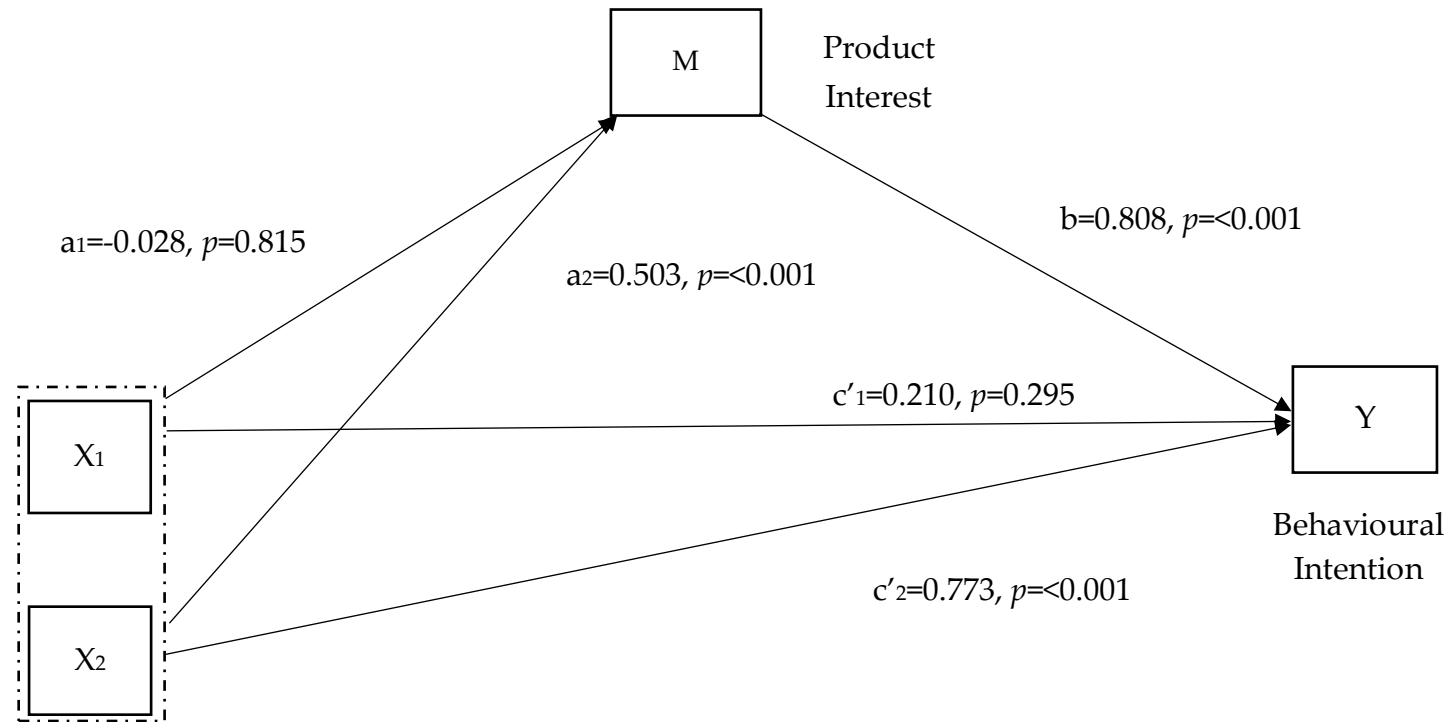 M
Product
Interest
b=0.808, p=<0.001
a1=-0.028, p=0.815
a2=0.503, p=<0.001
c’1=0.210, p=0.295
X1
Y
Behavioural
Intention
c’2=0.773, p=<0.001
X2